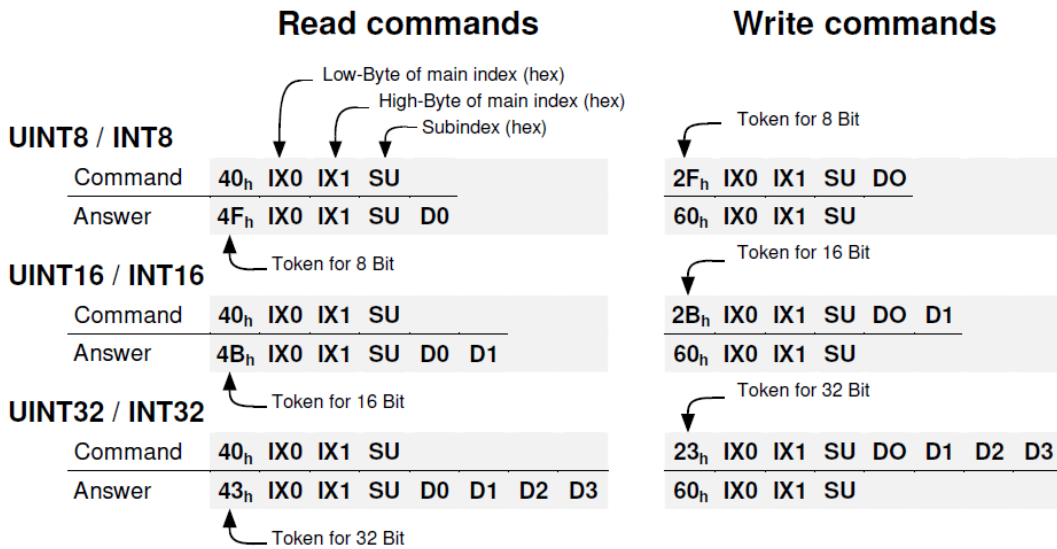 Read commands
Write commands
Low-Byte of main index (hex)
High-Byte of main index (hex)
Subindex (hex)
Token for 8 Bit
UINT8 / INT8
Command 40h IX0 IX1 SU
2Fh IX0 IX1 SU DO
Answer 4Fh IX0 IX1 SU D0
60h IX0 IX1 SU
Token for 8 Bit
Token for 16 Bit
UINT16 / INT16
Command 40h IX0 IX1 SU
2Bh IX0 IX1 SU DO D1
Answer 4Bh IX0 IX1 SU D0 D1
60h IX0 IX1 SU
Token for 16 Bit
Token for 32 Bit
UINT32 / INT32
Command 40h IX0 IX1 SU
23h IX0 IX1 SU DO D1 D2 D3
Answer 43h IX0 IX1 SU D0 D1 D2 D3
60h IX0 IX1 SU
Token for 32 Bit